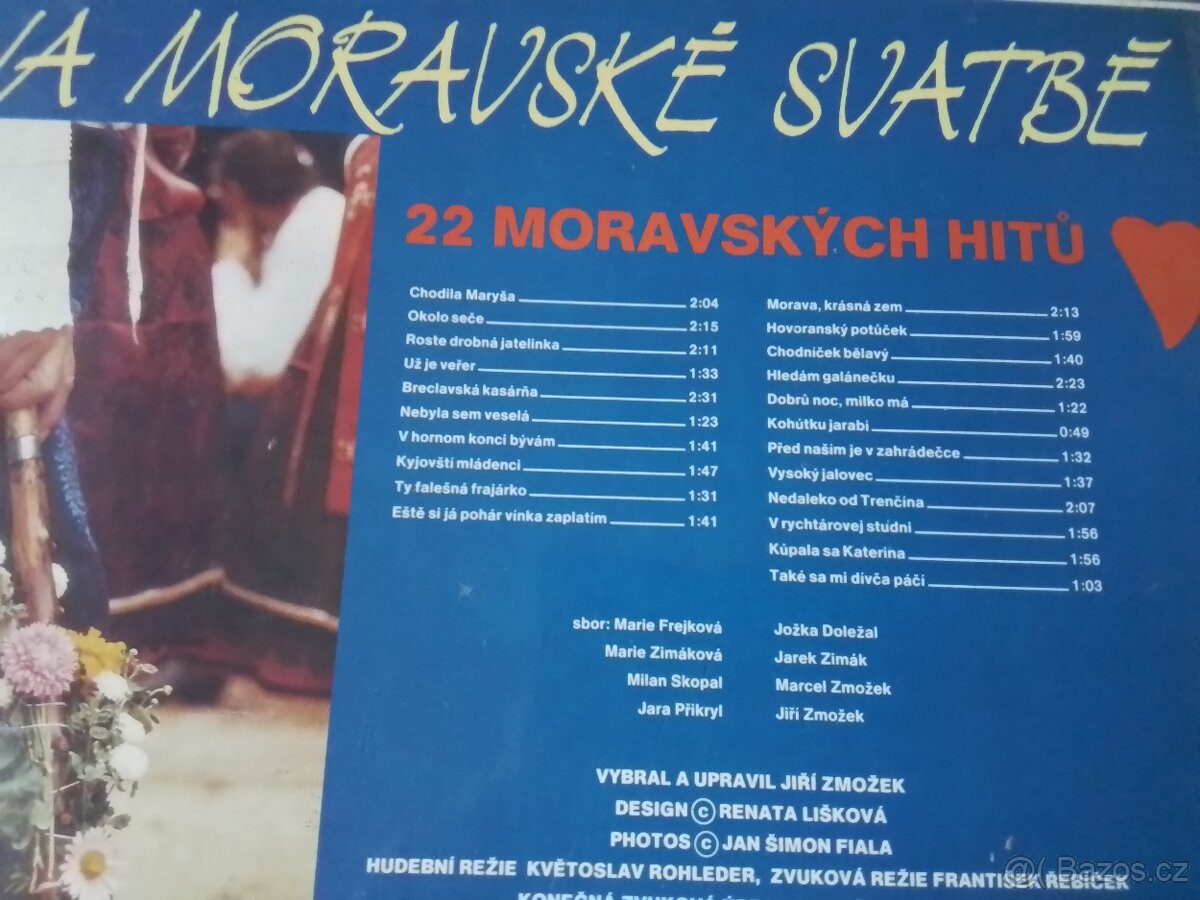 NA MORAVSKÉ SVATBĚ
22 MORAVSKÝCH HITŮ
Chodila Maryša 2:04
Okolo seče 2:15
Roste drobná jatelinka 2:11
Už je veřer 1:33
Breclavská kasárňa 2:31
Nebyla sem veselá 1:23
V hornom konci bývám 1:41
Kyjovští mládenci 1:47
Ty falešná frajárko 1:31
Eště si já pohár vínka zaplatím 1:41
Morava, krásná zem 2:13
Hovoranský potúček 1:59
Chodníček bělavý 1:40
Hledám galánečku 2:23
Dobrú noc, milko má 1:22
Kohútku jarabí 0:49
Před naším je v zahrádečce 1:32
Vysoký jalovec 1:37
Nedaleko od Trenčína 2:07
V rychtárovej studni 1:56
Kúpala sa Katerina 1:56
Také sa mi dívča páčí 1:03
sbor: Marie Frejková
Marie Zimáková
Milan Skopal
Jara Přikryl
Jožka Doležal
Jarek Zimák
Marcel Zmožek
Jiří Zmožek
VYBRAL A UPRAVIL JIŘÍ ZMOŽEK
DESIGN © RENATA LIŠKOVÁ
PHOTOS © JAN ŠIMON FIALA
HUDEBNÍ REŽIE KVĚTOSLAV ROHLEDER, ZVUKOVÁ REŽIE FRANTIŠEK ŘEBÍČEK
KONEČNÁ ZVUKOVÁ
Bazos.cz